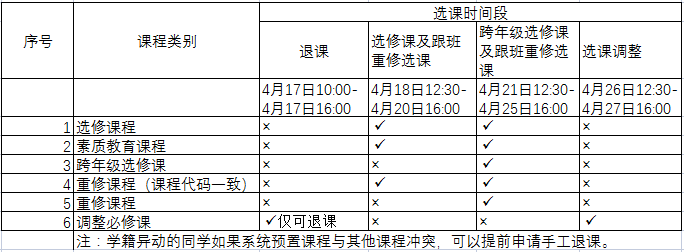 序号 课程类别 选课时间段
退课 选修课及跟班重修选课 跨年级选修课及跟班重修选课 选课调整
4月17日10:00-4月17日16:00 4月18日12:30-4月20日16:00 4月21日12:30-4月25日16:00 4月26日12:30-4月27日16:00
1 选修课程 × ✓ ✓ ×
2 素质教育课程 × ✓ ✓ ×
3 跨年级选修课 × × ✓ ×
4 重修课程（课程代码一致） × ✓ ✓ ×
5 重修课程 × × ✓ ×
6 调整必修课 ✓仅可退课 × × ✓
注：学籍异动的同学如果系统预置课程与其他课程冲突，可以提前申请手工退课。